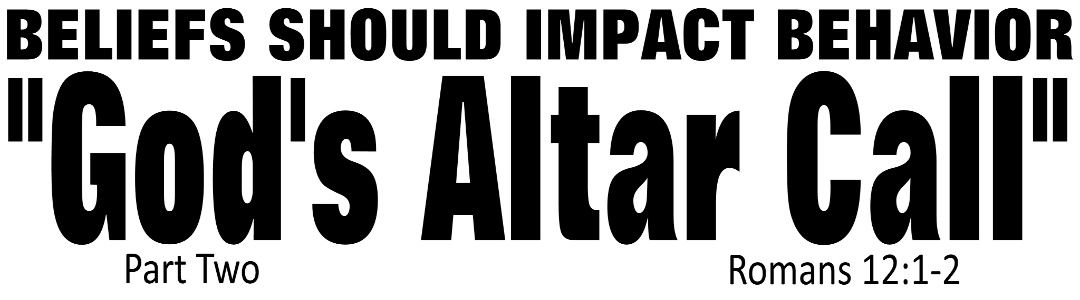 BELIEFS SHOULD IMPACT BEHAVIOR
"God's Altar Call"
Part Two Romans 12:1-2